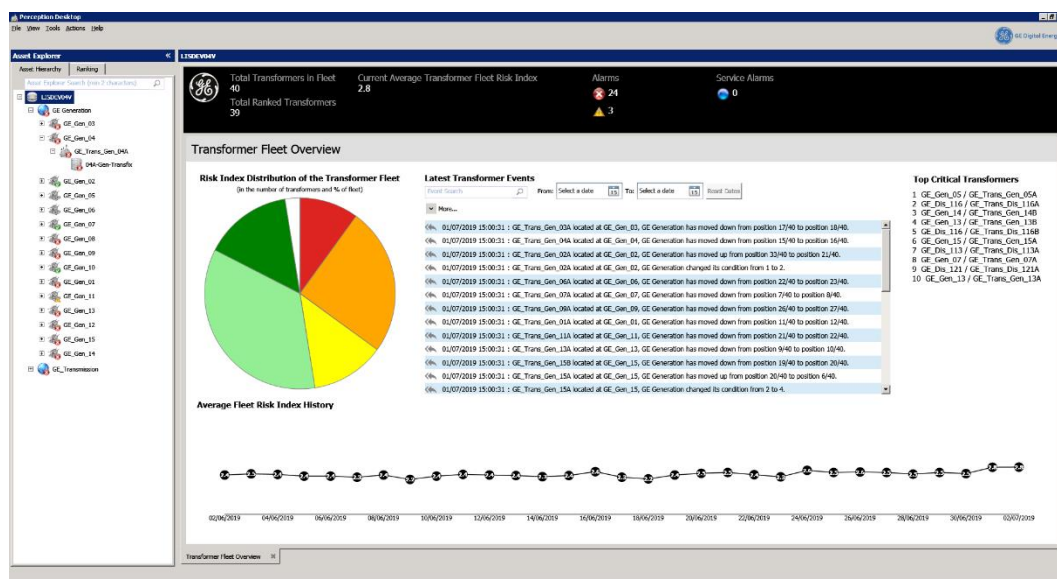 Perception Desktop
File View Tools Actions Help
GE Digital Energ
Asset Explorer «
LISDEV04V
Asset Hierarchy Ranking
Asset Explorer Search (min 2 characters)
LISDEV04V
GE Generation
GE_Gen_03
GE_Gen_04
GE_Trans_Gen_04A
04A-Gen-Transfix
GE_Gen_02
GE_Gen_05
GE_Gen_06
GE_Gen_07
GE_Gen_08
GE_Gen_09
GE_Gen_10
GE_Gen_01
GE_Gen_11
GE_Gen_13
GE_Gen_12
GE_Gen_15
GE_Gen_14
GE_Transmission
Total Transformers in Fleet
40
Total Ranked Transformers
39
Current Average Transformer Fleet Risk Index
2.8
Alarms
24
3
Service Alarms
0
Transformer Fleet Overview
Risk Index Distribution of the Transformer Fleet
(in the number of transformers and % of fleet)
Latest Transformer Events
Event Search From: Select a date 15 To: Select a date 15 Reset Dates
More...
01/07/2019 15:00:31 : GE_Trans_Gen_03A located at GE_Gen_03, GE Generation has moved down from position 17/40 to position 18/40.
01/07/2019 15:00:31 : GE_Trans_Gen_04A located at GE_Gen_04, GE Generation has moved down from position 15/40 to position 16/40.
01/07/2019 15:00:31 : GE_Trans_Gen_02A located at GE_Gen_02, GE Generation has moved up from position 33/40 to position 21/40.
01/07/2019 15:00:31 : GE_Trans_Gen_02A located at GE_Gen_02, GE Generation changed its condition from 1 to 2.
01/07/2019 15:00:31 : GE_Trans_Gen_06A located at GE_Gen_06, GE Generation has moved down from position 22/40 to position 23/40.
01/07/2019 15:00:31 : GE_Trans_Gen_07A located at GE_Gen_07, GE Generation has moved down from position 7/40 to position 8/40.
01/07/2019 15:00:31 : GE_Trans_Gen_09A located at GE_Gen_09, GE Generation has moved down from position 26/40 to position 27/40.
01/07/2019 15:00:31 : GE_Trans_Gen_01A located at GE_Gen_01, GE Generation has moved down from position 11/40 to position 12/40.
01/07/2019 15:00:31 : GE_Trans_Gen_11A located at GE_Gen_11, GE Generation has moved down from position 21/40 to position 22/40.
01/07/2019 15:00:31 : GE_Trans_Gen_13A located at GE_Gen_13, GE Generation has moved down from position 9/40 to position 10/40.
01/07/2019 15:00:31 : GE_Trans_Gen_15B located at GE_Gen_15, GE Generation has moved down from position 19/40 to position 20/40.
01/07/2019 15:00:31 : GE_Trans_Gen_15A located at GE_Gen_15, GE Generation has moved up from position 20/40 to position 6/40.
01/07/2019 15:00:31 : GE_Trans_Gen_15A located at GE_Gen_15, GE Generation changed its condition from 2 to 4.
Top Critical Transformers
1 GE_Gen_05 / GE_Trans_Gen_05A
2 GE_Dis_116 / GE_Trans_Dis_116A
3 GE_Gen_14 / GE_Trans_Gen_14B
4 GE_Gen_13 / GE_Trans_Gen_13B
5 GE_Dis_116 / GE_Trans_Dis_116B
6 GE_Gen_15 / GE_Trans_Gen_15A
7 GE_Dis_113 / GE_Trans_Dis_113A
8 GE_Gen_07 / GE_Trans_Gen_07A
9 GE_Dis_121 / GE_Trans_Dis_121A
10 GE_Gen_13 / GE_Trans_Gen_13A
Average Fleet Risk Index History
02/06/2019 04/06/2019 06/06/2019 08/06/2019 10/06/2019 12/06/2019 14/06/2019 16/06/2019 18/06/2019 20/06/2019 22/06/2019 24/06/2019 26/06/2019 28/06/2019 30/06/2019 02/07/2019
Transformer Fleet Overview